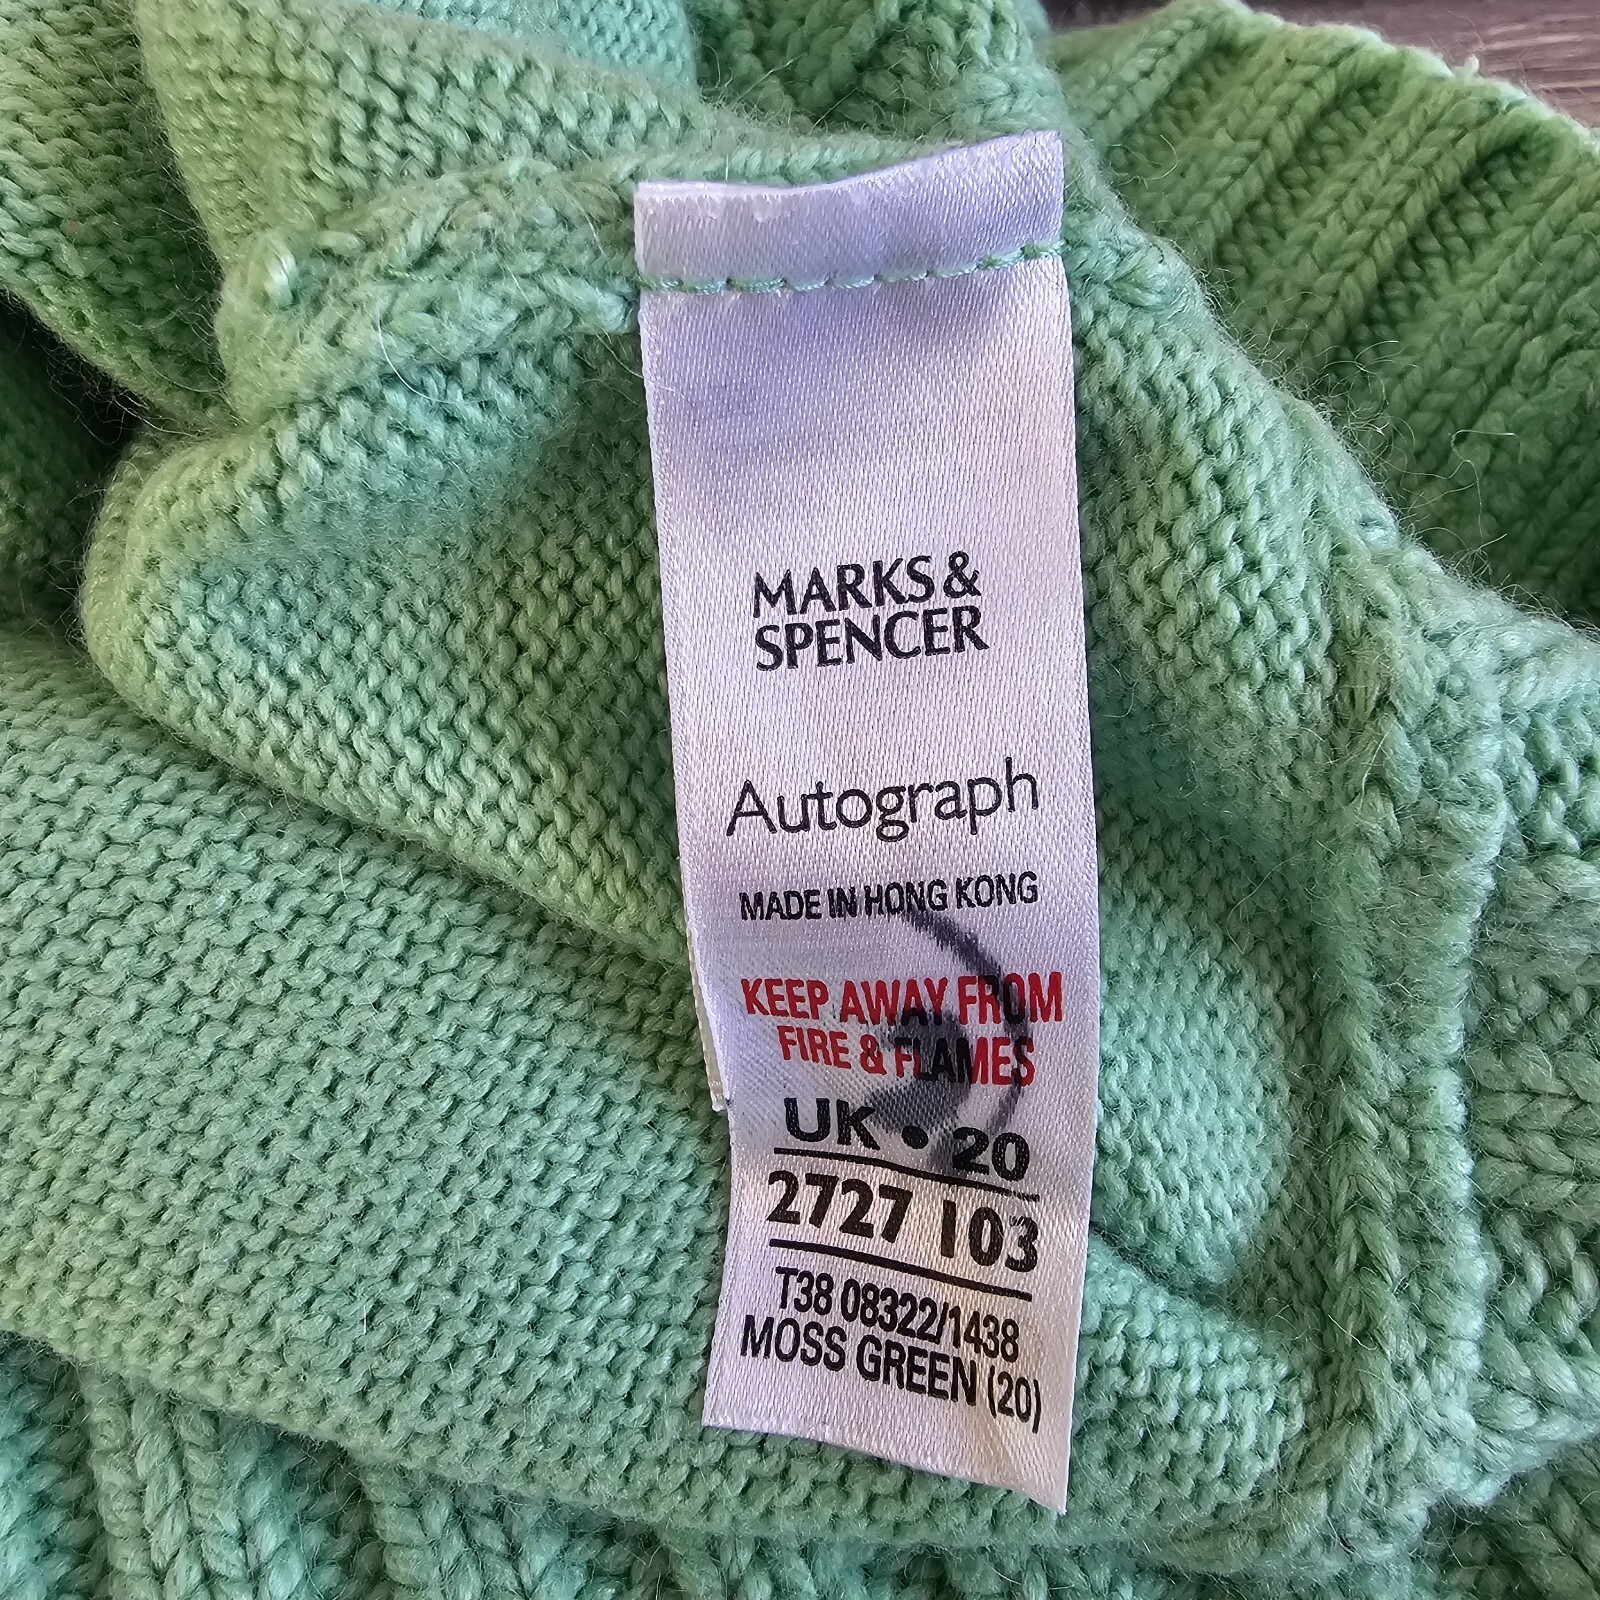 MARKS &
SPENCER
Autograph
MADE IN HONG KONG
KEEP AWAY FROM
FIRE & FLAMES
UK • 20
2727 103
T38 08322/1438
MOSS GREEN (20)